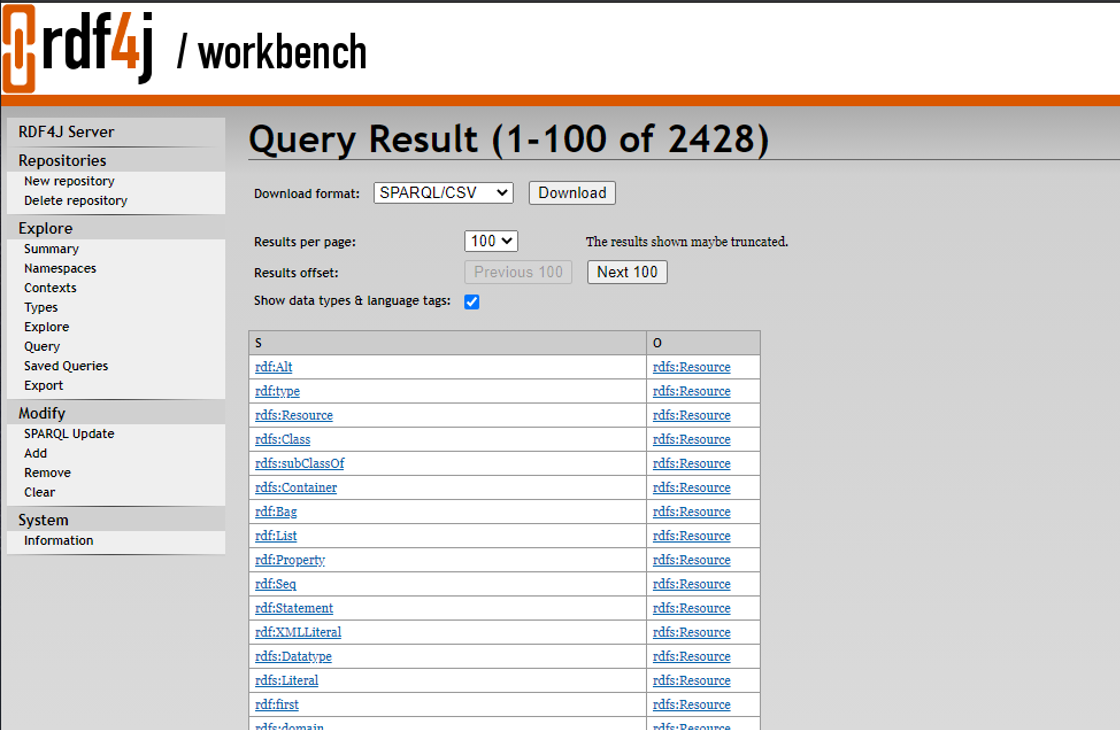 rdf4j / workbench
RDF4J Server
Repositories
New repository
Delete repository
Explore
Summary
Namespaces
Contexts
Types
Explore
Query
Saved Queries
Export
Modify
SPARQL Update
Add
Remove
Clear
System
Information
Query Result (1-100 of 2428)
Download format: SPARQL/CSV Download
Results per page: 100 The results shown maybe truncated.
Results offset: Previous 100 Next 100
Show data types & language tags:
S O
rdf:Alt rdfs:Resource
rdf:type rdfs:Resource
rdfs:Resource rdfs:Resource
rdfs:Class rdfs:Resource
rdfs:subClassOf rdfs:Resource
rdfs:Container rdfs:Resource
rdf:Bag rdfs:Resource
rdf:List rdfs:Resource
rdf:Property rdfs:Resource
rdf:Seq rdfs:Resource
rdf:Statement rdfs:Resource
rdf:XMLLiteral rdfs:Resource
rdfs:Datatype rdfs:Resource
rdfs:Literal rdfs:Resource
rdf:first rdfs:Resource
rdfs:domain rdfs:Resource